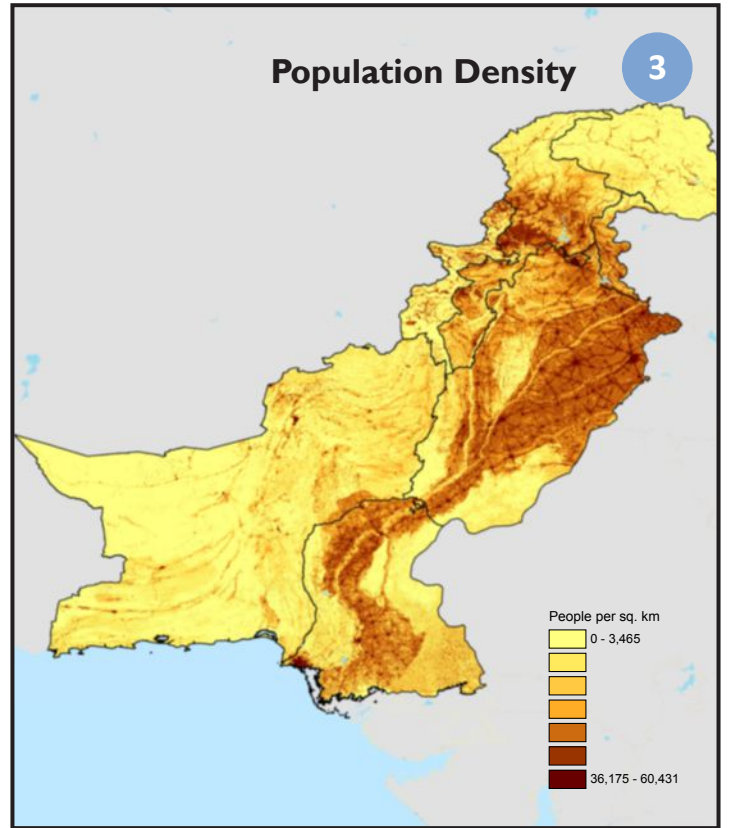 Population Density
3
People per sq. km
0 - 3,465
36,175 - 60,431